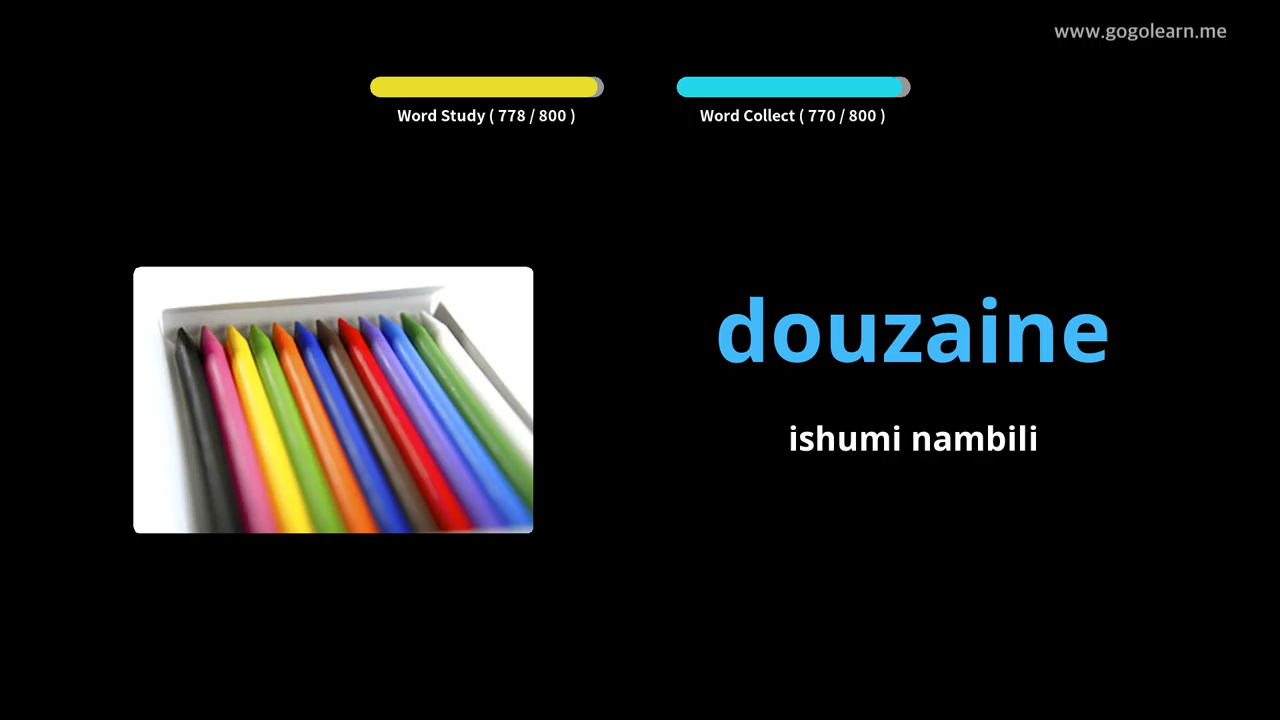 www.gogolearn.me
Word Study ( 778 / 800 )
Word Collect ( 770 / 800 )
douzaine
ishumi nambili